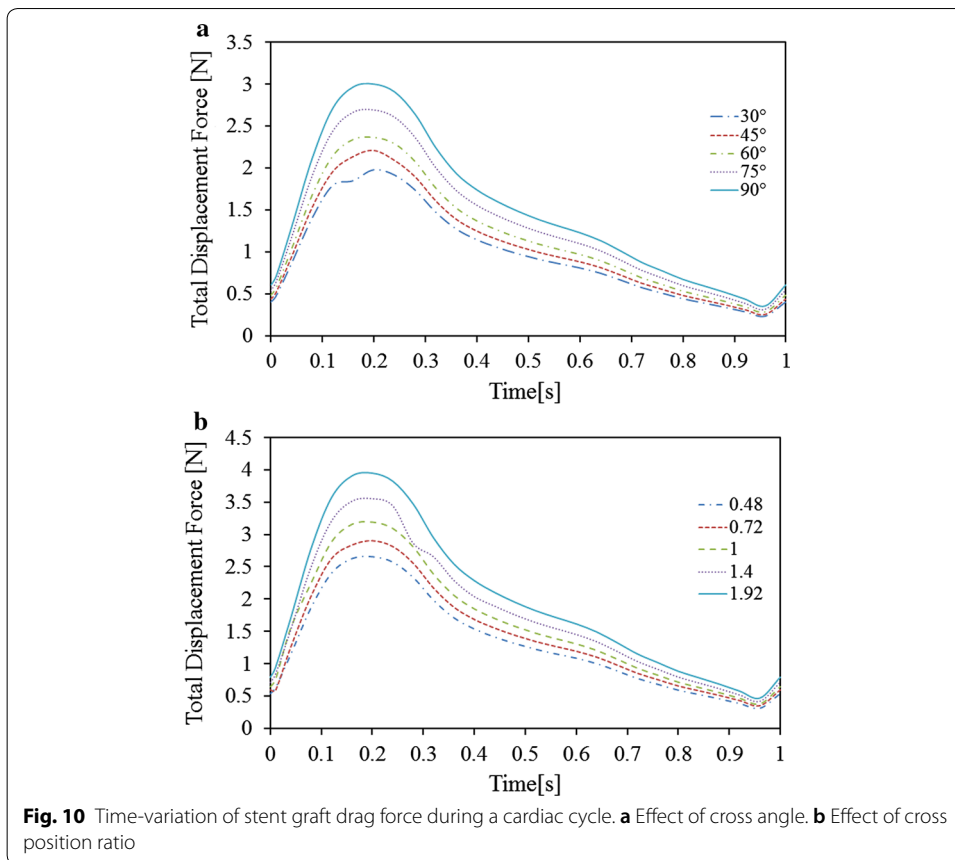 a
Total Displacement Force [N]
3.5
3
2.5
2
1.5
1
0.5
0
0 0.1 0.2 0.3 0.4 0.5 0.6 0.7 0.8 0.9 1
Time[s]
30°
45°
60°
75°
90°
b
Total Displacement Force [N]
4.5
4
3.5
3
2.5
2
1.5
1
0.5
0
0 0.1 0.2 0.3 0.4 0.5 0.6 0.7 0.8 0.9 1
Time[s]
0.48
0.72
1
1.4
1.92
Fig. 10 Time-variation of stent graft drag force during a cardiac cycle. a Effect of cross angle. b Effect of cross
position ratio